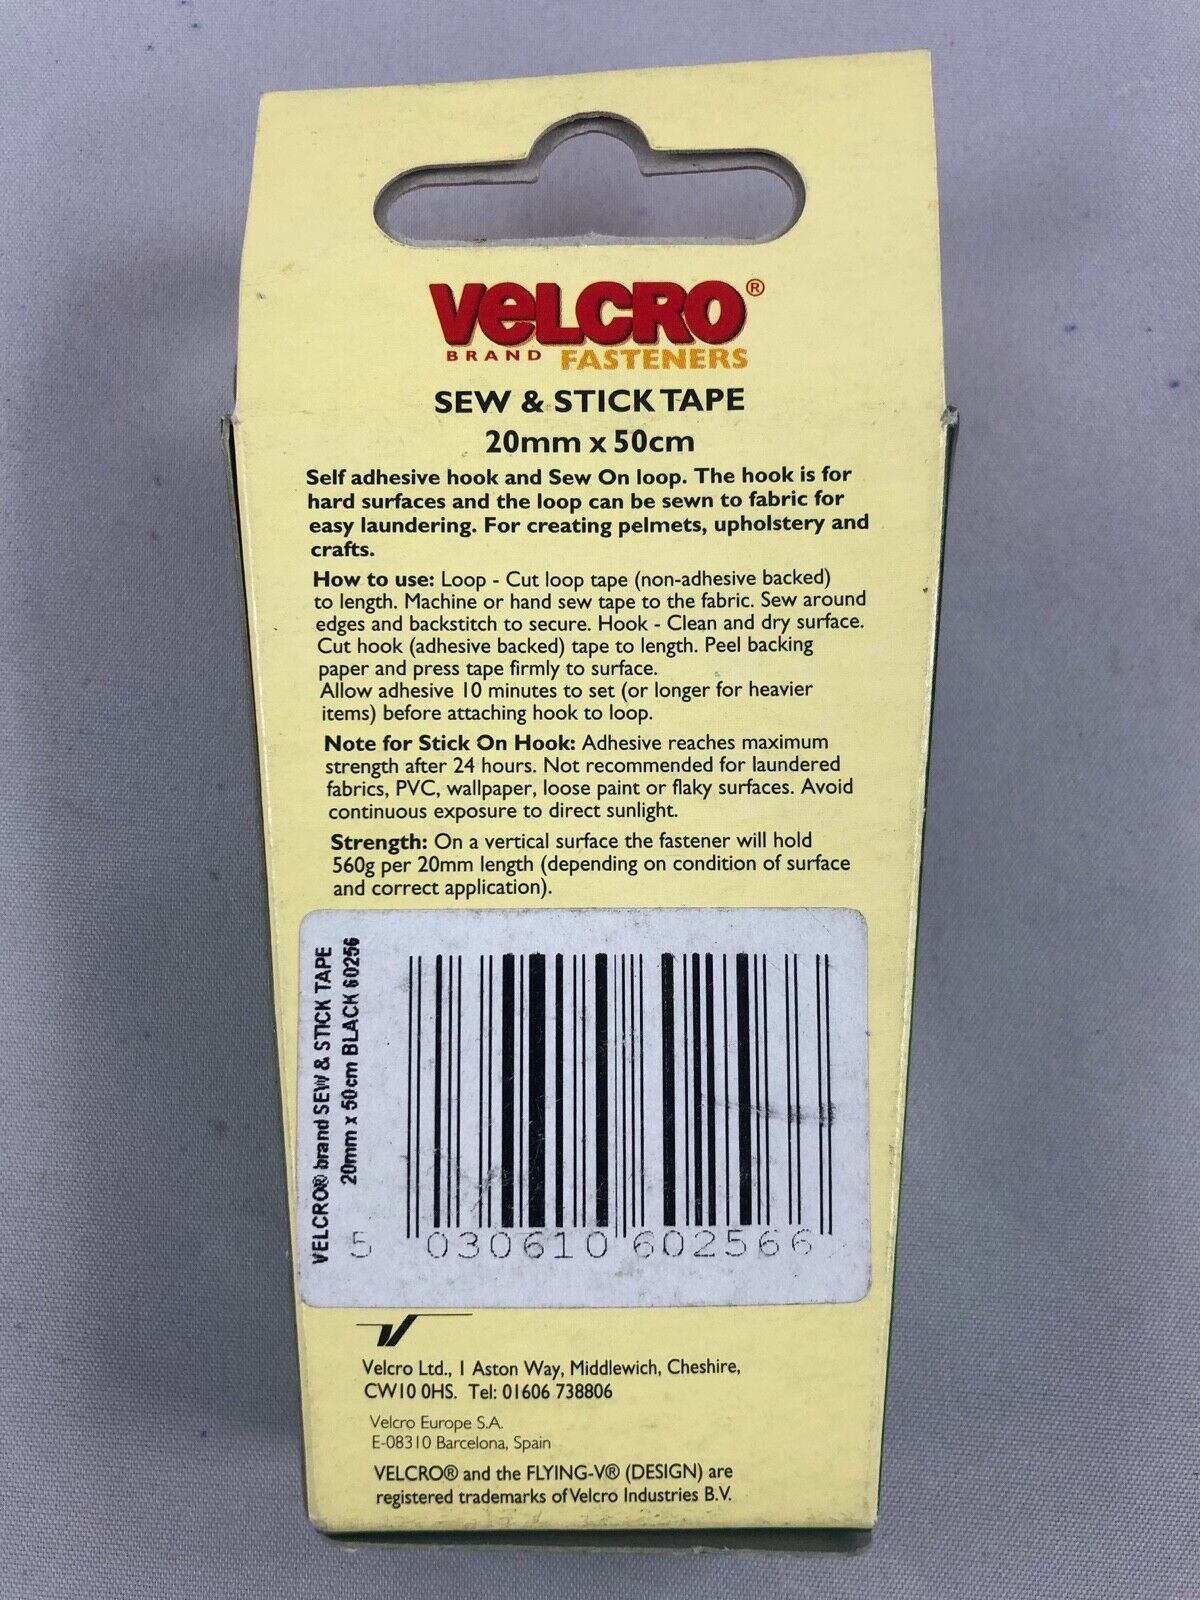 VELCRO®
BRAND FASTENERS
SEW & STICK TAPE
20mm x 50cm
Self adhesive hook and Sew On loop. The hook is for
hard surfaces and the loop can be sewn to fabric for
easy laundering. For creating pelmets, upholstery and
crafts.
How to use: Loop - Cut loop tape (non-adhesive backed)
to length. Machine or hand sew tape to the fabric. Sew around
edges and backstitch to secure. Hook - Clean and dry surface.
Cut hook (adhesive backed) tape to length. Peel backing
paper and press tape firmly to surface.
Allow adhesive 10 minutes to set (or longer for heavier
items) before attaching hook to loop.
Note for Stick On Hook: Adhesive reaches maximum
strength after 24 hours. Not recommended for laundered
fabrics, PVC, wallpaper, loose paint or flaky surfaces. Avoid
continuous exposure to direct sunlight.
Strength: On a vertical surface the fastener will hold
560g per 20mm length (depending on condition of surface
and correct application).
VELCRO® brand SEW & STICK TAPE
20mm x 50cm BLACK 60256
5 030610 602566
Velcro Ltd., 1 Aston Way, Middlewich, Cheshire,
CW10 0HS. Tel: 01606 738806
Velcro Europe S.A.
E-08310 Barcelona, Spain
VELCRO® and the FLYING-V® (DESIGN) are
registered trademarks of Velcro Industries B.V.